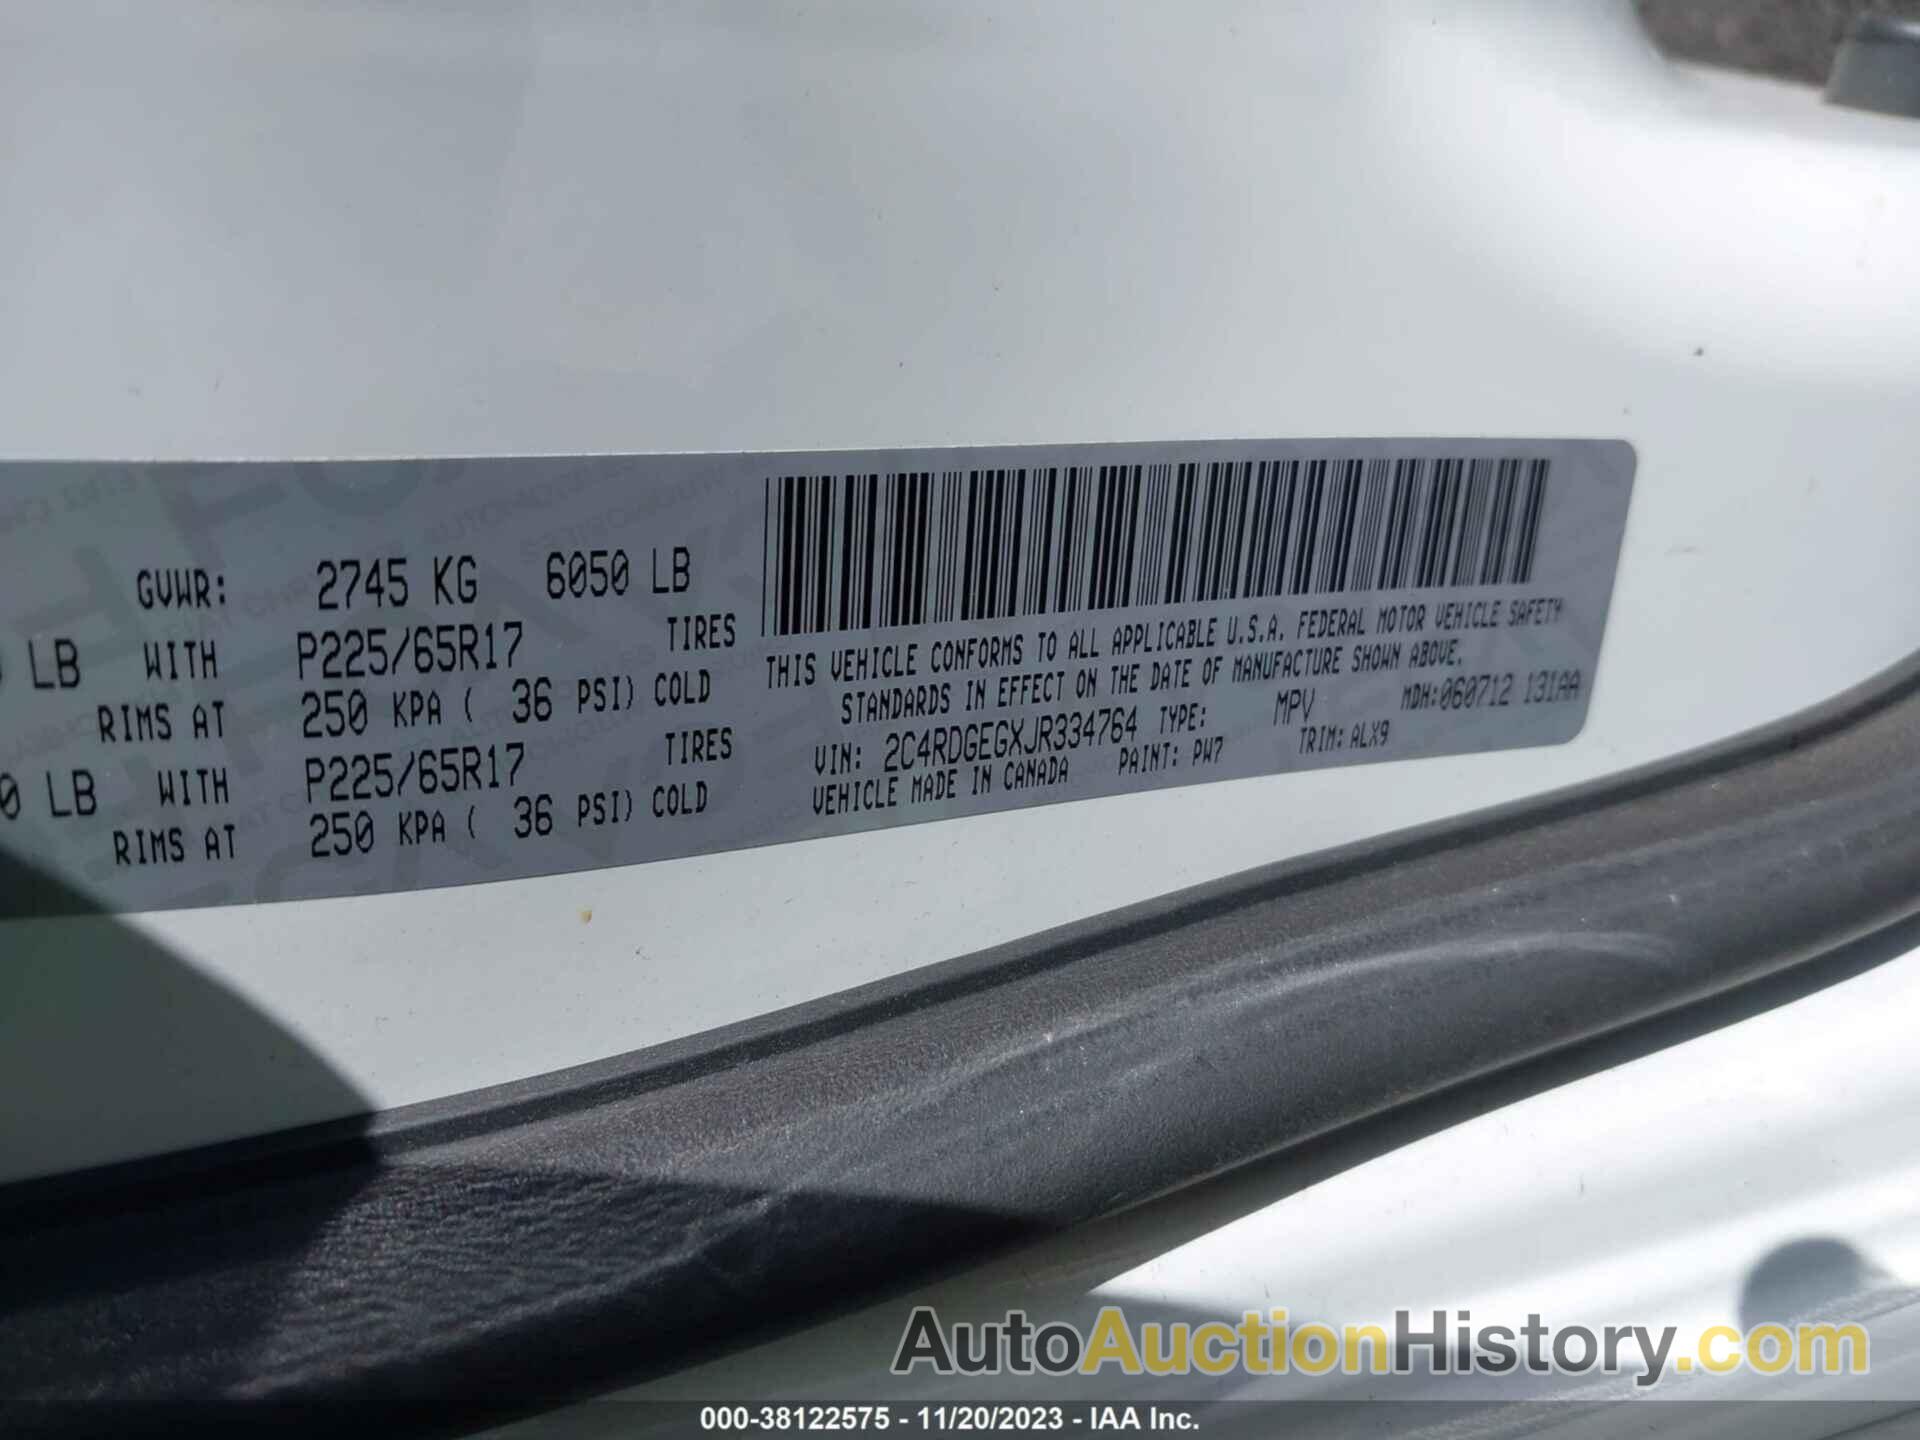 GVWR: 2745 KG 6050 LB
LB WITH P225/65R17 TIRES
RIMS AT 250 KPA ( 36 PSI) COLD
0 LB WITH P225/65R17 TIRES
RIMS AT 250 KPA ( 36 PSI) COLD
THIS VEHICLE CONFORMS TO ALL APPLICABLE U.S.A. FEDERAL MOTOR VEHICLE SAFETY
STANDARDS IN EFFECT ON THE DATE OF MANUFACTURE SHOWN ABOVE.
VIN: 2C4RDGEGXJR334764 TYPE: MPV MDH:060712 131AA
VEHICLE MADE IN CANADA PAINT: PW7 TRIM: ALX9
AutoAuctionHistory.com
000-38122575 - 11/20/2023 - IAA Inc.